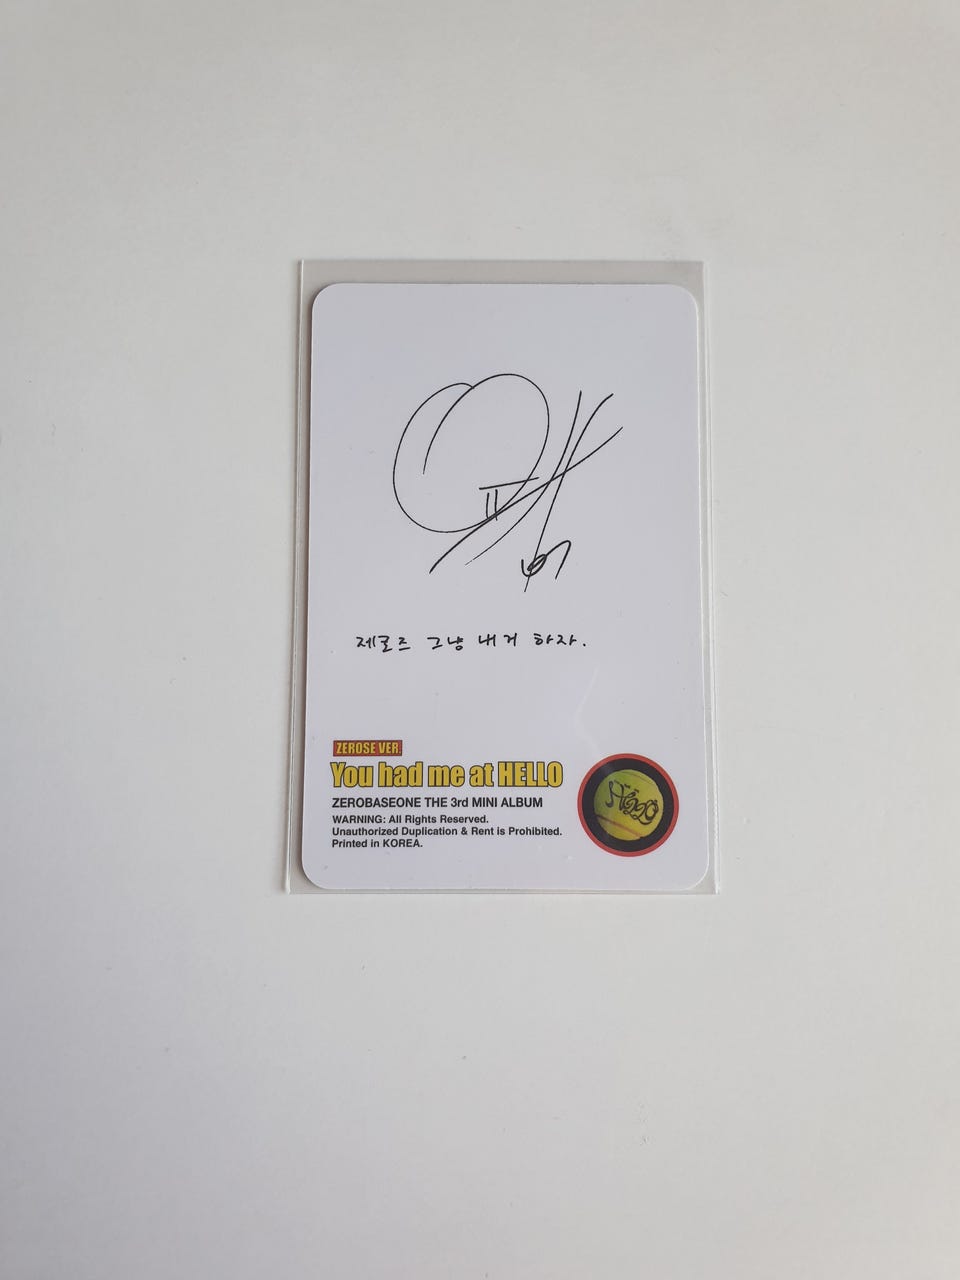 제로즈 그냥 내거 하자.
ZEROSE VER.
You had me at HELLO
ZEROBASEONE THE 3rd MINI ALBUM
WARNING: All Rights Reserved.
Unauthorized Duplication & Rent is Prohibited.
Printed in KOREA.